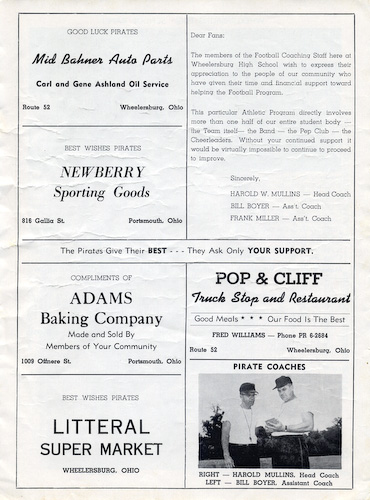 GOOD LUCK PIRATES
Mid Bahner Auto Parts
Carl and Gene Ashland Oil Service
Route 52 Wheelersburg, Ohio
BEST WISHES PIRATES
NEWBERRY
Sporting Goods
816 Gallia St. Portsmouth, Ohio
Dear Fans:
The members of the Football Coaching Staff here at
Wheelersburg High School wish to express their
appreciation to the people of our community who
have given their time and financial support toward
helping the Football Program.
This particular Athletic Program directly involves
more than one half of our entire student body —
the Team itself— the Band — the Pep Club — the
Cheerleaders. Without your continued support it
would be virtually impossible to continue to proceed
to improve.
Sincerely,
HAROLD W. MULLINS — Head Coach
BILL BOYER — Ass't. Coach
FRANK MILLER — Ass't. Coach
The Pirates Give Their BEST - - - They Ask Only YOUR SUPPORT.
COMPLIMENTS OF
ADAMS
Baking Company
Made and Sold By
Members of Your Community
1009 Offnere St. Portsmouth, Ohio
BEST WISHES PIRATES
LITTERAL
SUPER MARKET
WHEELERSBURG, OHIO
POP & CLIFF
Truck Stop and Restaurant
Good Meals * * * Our Food Is The Best
FRED WILLIAMS — Phone PR 6-2684
Route 52 Wheelersburg, Ohio
PIRATE COACHES
RIGHT — HAROLD MULLINS, Head Coach
LEFT — BILL BOYER, Assistant Coach